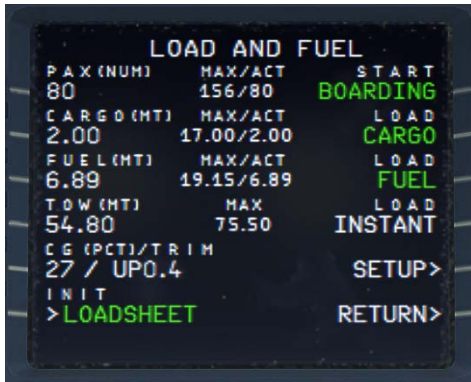 LOAD AND FUEL
PAX(NUM) MAX/ACT START
80 156/80 BOARDING
CARGO(MT) MAX/ACT LOAD
2.00 17.00/2.00 CARGO
FUEL(MT) MAX/ACT LOAD
6.89 19.15/6.89 FUEL
TOW(MT) MAX LOAD
54.80 75.50 INSTANT
CG(PCT)/TRIM
27 / UP0.4 SETUP>
INIT
>LOADSHEET RETURN>